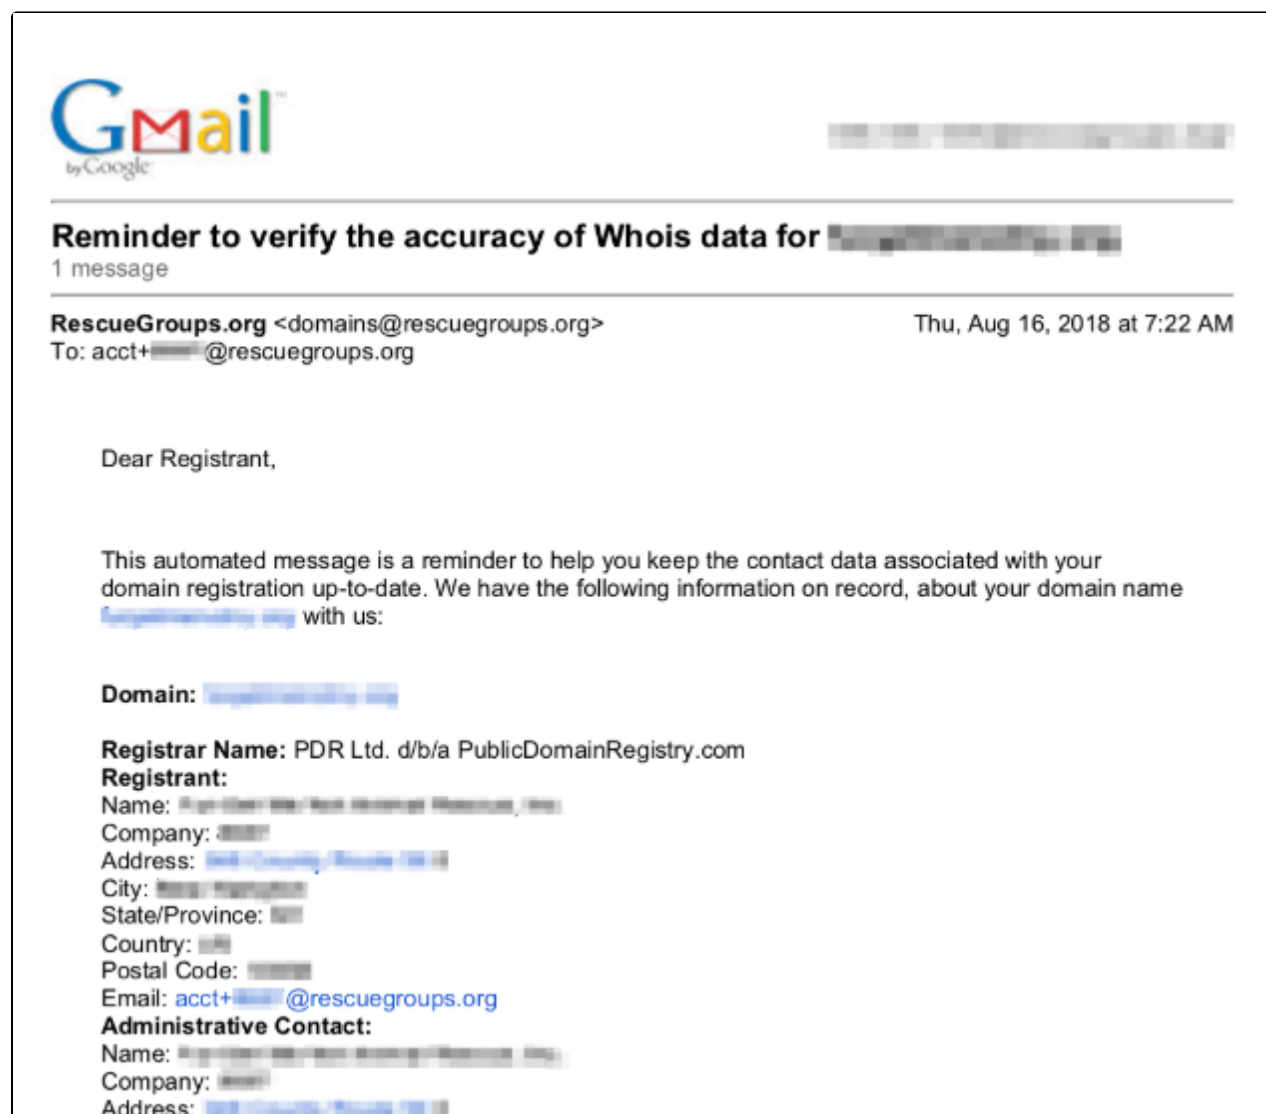 Gmail™
by Google
Reminder to verify the accuracy of Whois data for
1 message
RescueGroups.org <domains@rescuegroups.org> Thu, Aug 16, 2018 at 7:22 AM
To: acct+ @rescuegroups.org
Dear Registrant,
This automated message is a reminder to help you keep the contact data associated with your
domain registration up-to-date. We have the following information on record, about your domain name
with us:
Domain:
Registrar Name: PDR Ltd. d/b/a PublicDomainRegistry.com
Registrant:
Name:
Company:
Address:
City:
State/Province:
Country:
Postal Code:
Email: acct+ @rescuegroups.org
Administrative Contact:
Name:
Company:
Address: